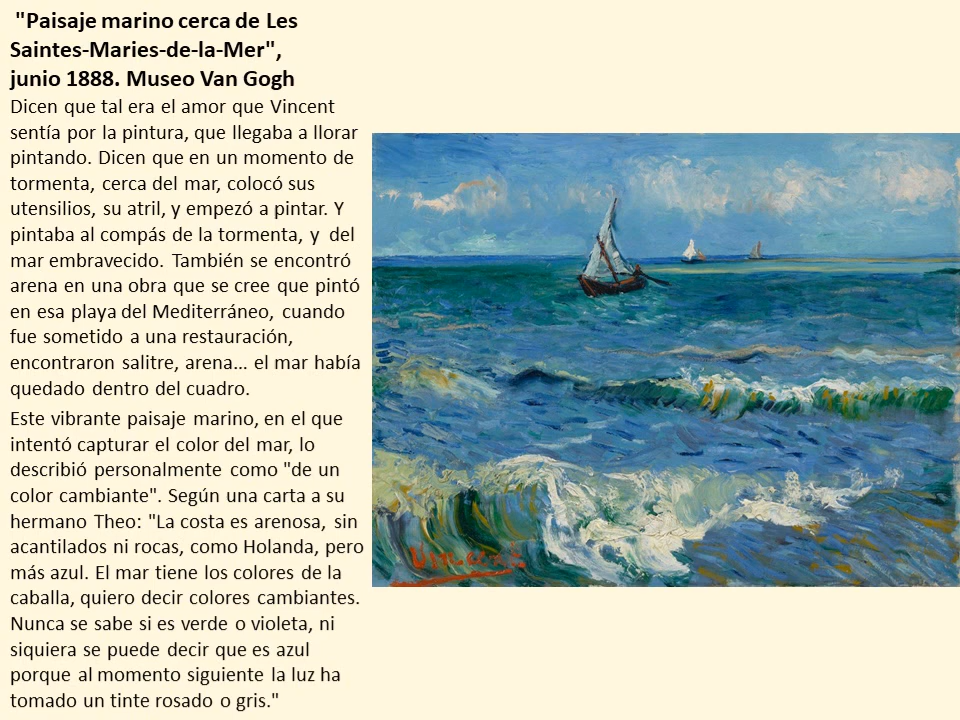 "Paisaje marino cerca de Les
Saintes-Maries-de-la-Mer",
junio 1888. Museo Van Gogh
Dicen que tal era el amor que Vincent
sentía por la pintura, que llegaba a llorar
pintando. Dicen que en un momento de
tormenta, cerca del mar, colocó sus
utensilios, su atril, y empezó a pintar. Y
pintaba al compás de la tormenta, y del
mar embravecido. También se encontró
arena en una obra que se cree que pintó
en esa playa del Mediterráneo, cuando
fue sometido a una restauración,
encontraron salitre, arena... el mar había
quedado dentro del cuadro.
Este vibrante paisaje marino, en el que
intentó capturar el color del mar, lo
describió personalmente como "de un
color cambiante". Según una carta a su
hermano Theo: "La costa es arenosa, sin
acantilados ni rocas, como Holanda, pero
más azul. El mar tiene los colores de la
caballa, quiero decir colores cambiantes.
Nunca se sabe si es verde o violeta, ni
siquiera se puede decir que es azul
porque al momento siguiente la luz ha
tomado un tinte rosado o gris."
Vincent